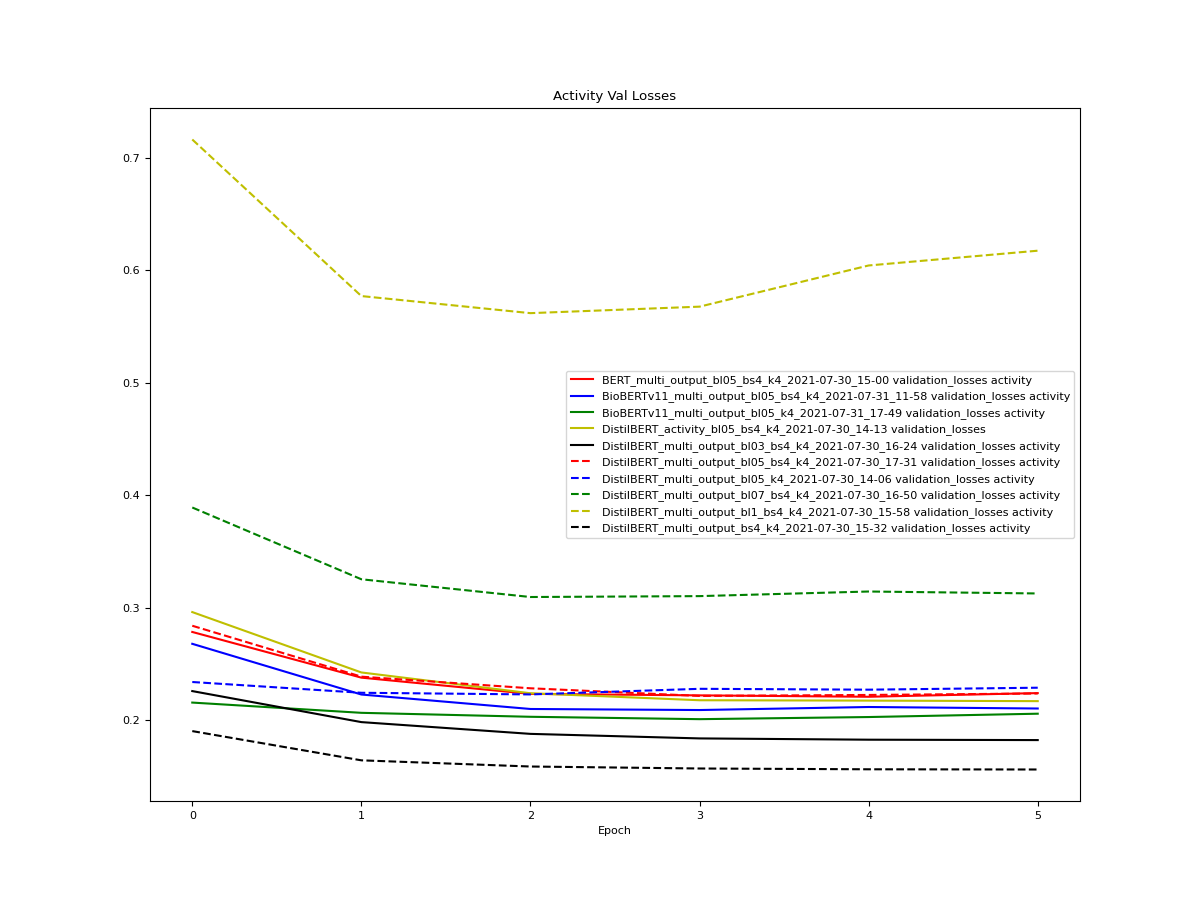 Activity Val Losses
0.7
0.6
0.5
0.4
0.3
0.2
BERT_multi_output_bl05_bs4_k4_2021-07-30_15-00 validation_losses activity
BioBERTv11_multi_output_bl05_bs4_k4_2021-07-31_11-58 validation_losses activity
BioBERTv11_multi_output_bl05_k4_2021-07-31_17-49 validation_losses activity
DistilBERT_activity_bl05_bs4_k4_2021-07-30_14-13 validation_losses
DistilBERT_multi_output_bl03_bs4_k4_2021-07-30_16-24 validation_losses activity
DistilBERT_multi_output_bl05_bs4_k4_2021-07-30_17-31 validation_losses activity
DistilBERT_multi_output_bl05_k4_2021-07-30_14-06 validation_losses activity
DistilBERT_multi_output_bl07_bs4_k4_2021-07-30_16-50 validation_losses activity
DistilBERT_multi_output_bl1_bs4_k4_2021-07-30_15-58 validation_losses activity
DistilBERT_multi_output_bs4_k4_2021-07-30_15-32 validation_losses activity
0 1 2 3 4 5
Epoch